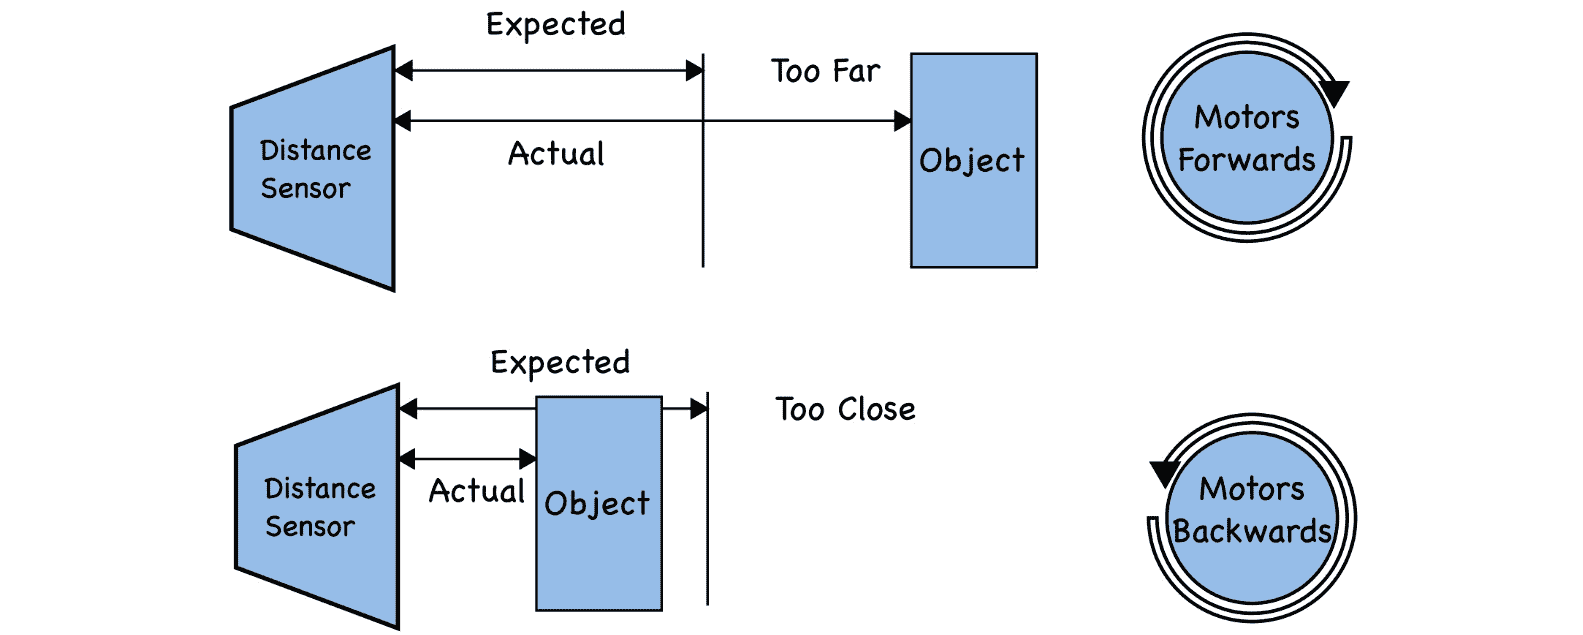 Expected
Too Far
Actual
Distance
Sensor
Object
Motors
Forwards
Expected
Too Close
Actual
Distance
Sensor
Object
Motors
Backwards